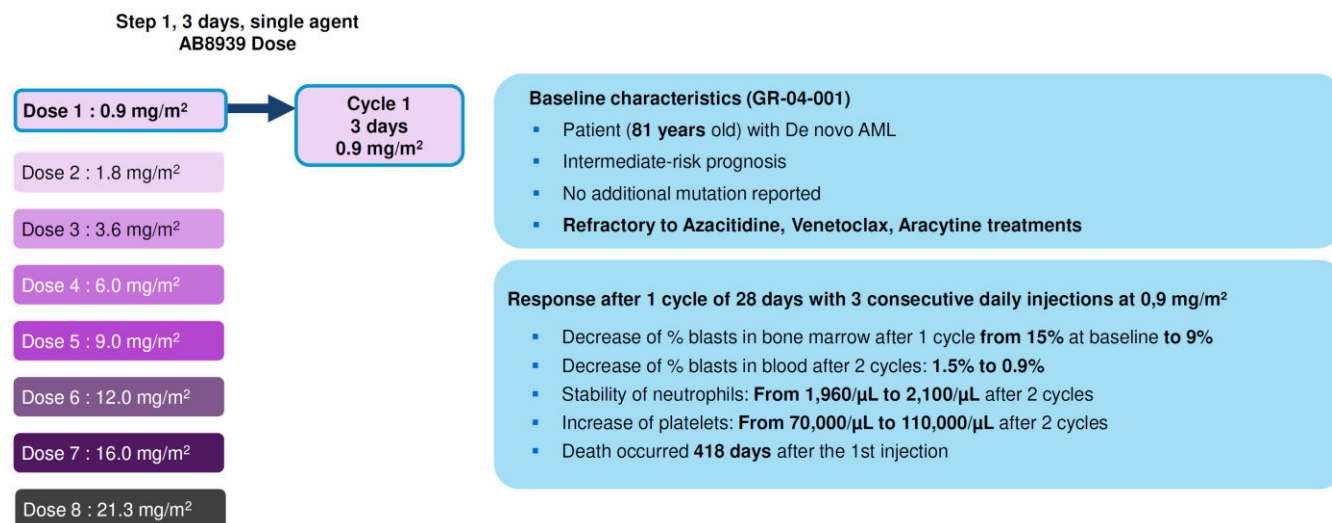 Step 1, 3 days, single agent
AB8939 Dose
Dose 1 : 0.9 mg/m²
Dose 2 : 1.8 mg/m²
Dose 3 : 3.6 mg/m²
Dose 4 : 6.0 mg/m²
Dose 5 : 9.0 mg/m²
Dose 6 : 12.0 mg/m²
Dose 7 : 16.0 mg/m²
Dose 8 : 21.3 mg/m²
Cycle 1
3 days
0.9 mg/m²
Baseline characteristics (GR-04-001)
▪ Patient (81 years old) with De novo AML
▪ Intermediate-risk prognosis
▪ No additional mutation reported
▪ Refractory to Azacitidine, Venetoclax, Aracytine treatments
Response after 1 cycle of 28 days with 3 consecutive daily injections at 0,9 mg/m²
▪ Decrease of % blasts in bone marrow after 1 cycle from 15% at baseline to 9%
▪ Decrease of % blasts in blood after 2 cycles: 1.5% to 0.9%
▪ Stability of neutrophils: From 1,960/µL to 2,100/µL after 2 cycles
▪ Increase of platelets: From 70,000/µL to 110,000/µL after 2 cycles
▪ Death occurred 418 days after the 1st injection